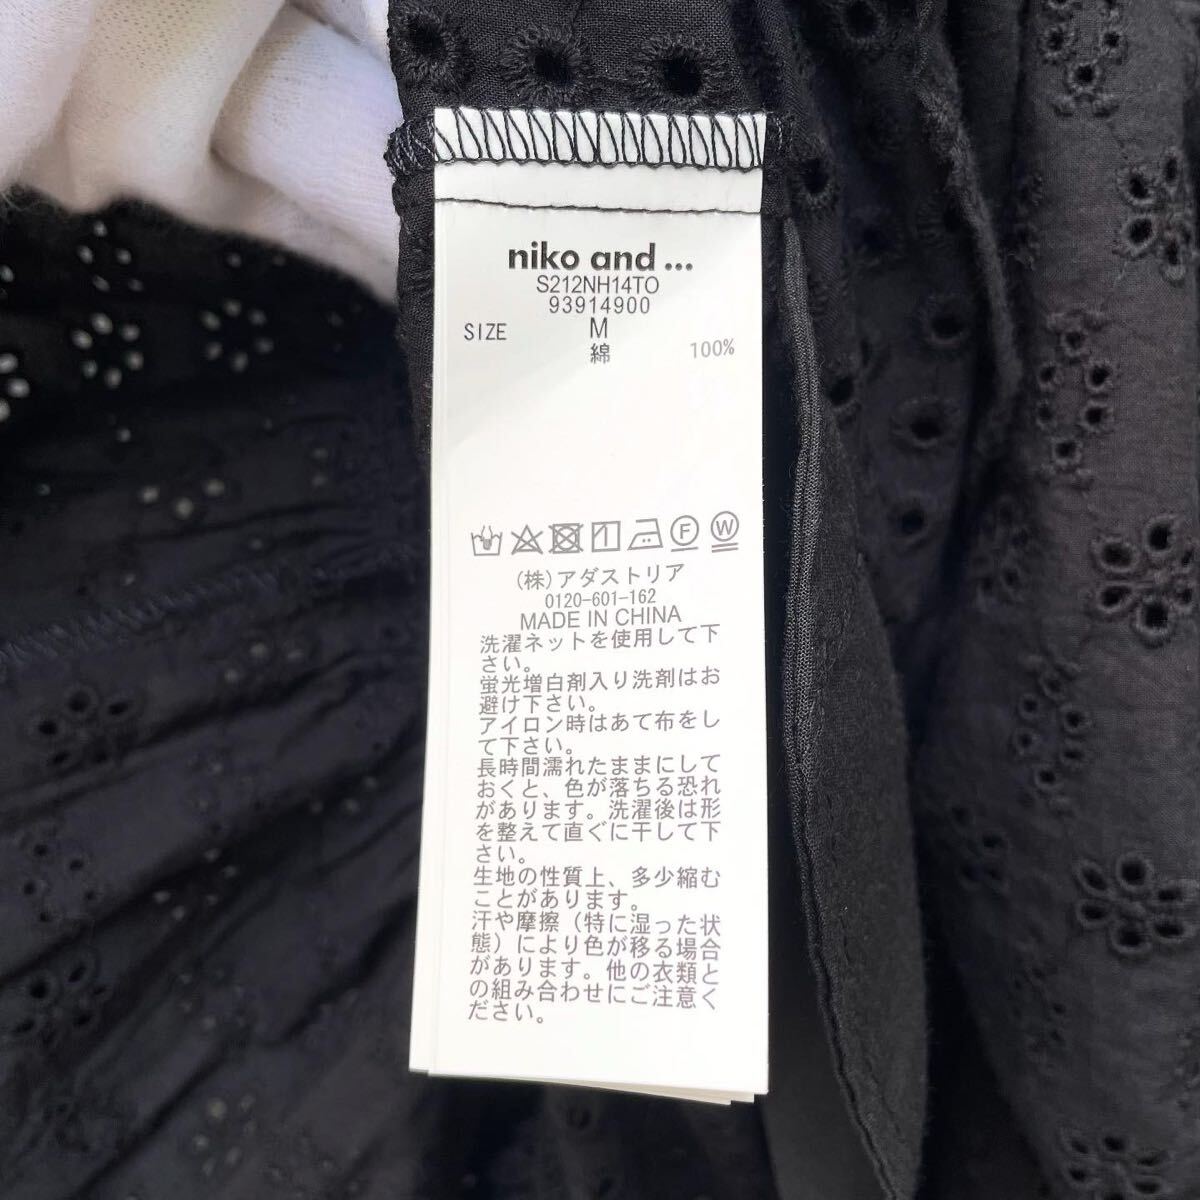 niko and ...
S212NH14TO
93914900
SIZE M
綿 100%
F W
(株)アダストリア
0120-601-162
MADE IN CHINA
洗濯ネットを使用して下
さい。
蛍光増白剤入り洗剤はお
避け下さい。
アイロン時はあて布をし
て下さい。
長時間濡れたままにして
おくと、色が落ちる恐れ
があります。洗濯後は形
を整えて直ぐに干して下
さい。
生地の性質上、多少縮む
ことがあります。
汗や摩擦（特に湿った状
態）により色が移る場合
があります。他の衣類と
の組み合わせにご注意く
ださい。